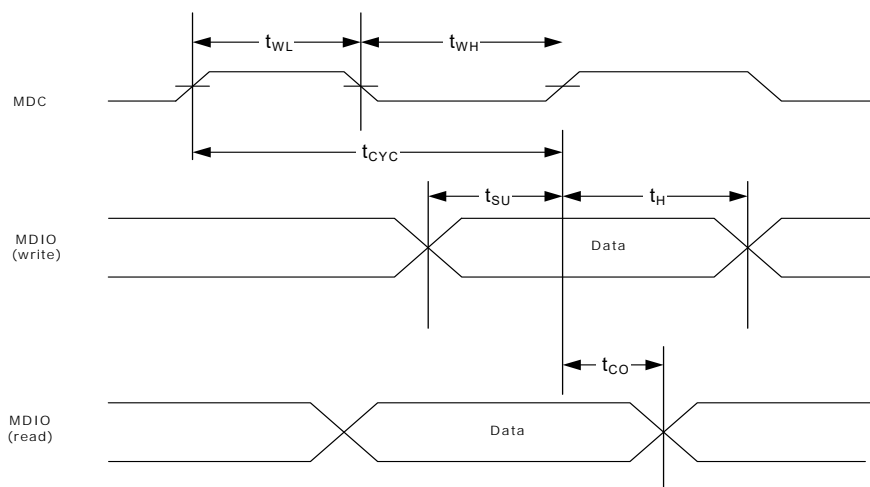 tWL
tWH
MDC
tCYC
tSU
tH
MDIO
(write)
Data
tCO
MDIO
(read)
Data